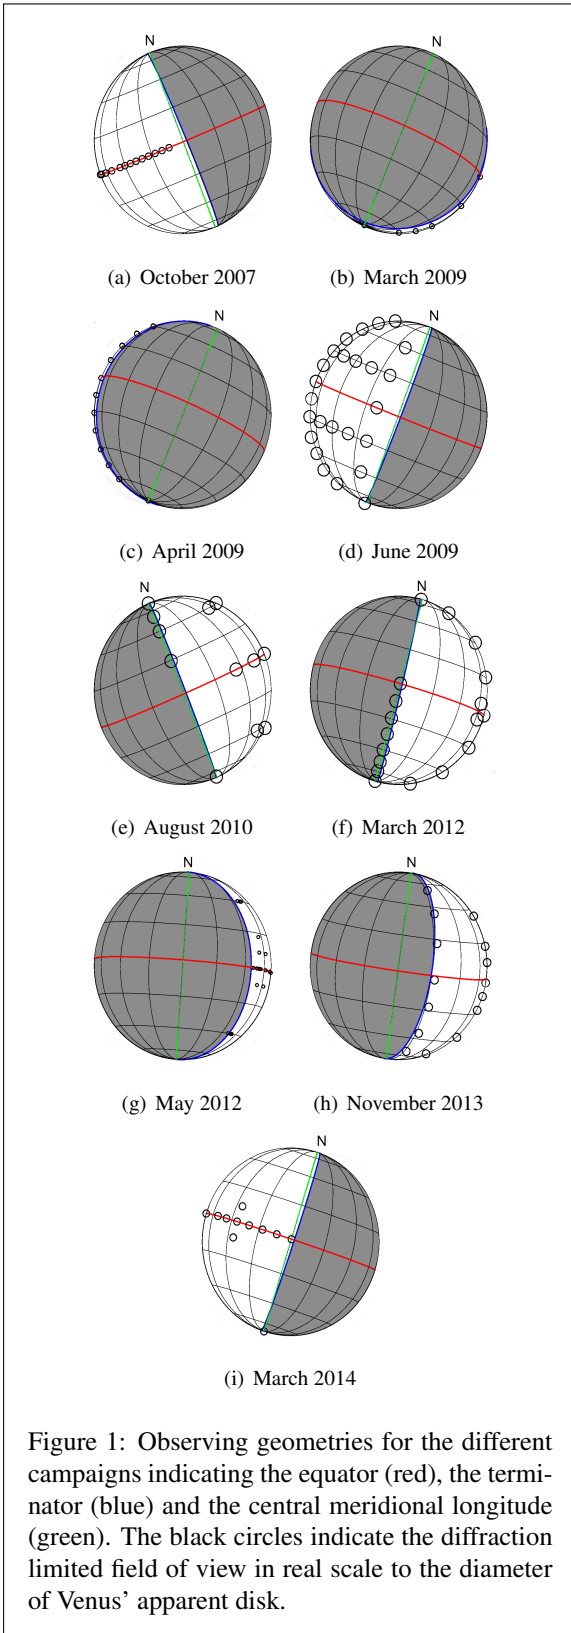 N
N
(a) October 2007
(b) March 2009
N
N
(c) April 2009
(d) June 2009
N
N
(e) August 2010
(f) March 2012
N
N
(g) May 2012
(h) November 2013
N
(i) March 2014
Figure 1: Observing geometries for the different
campaigns indicating the equator (red), the termi-
nator (blue) and the central meridional longitude
(green). The black circles indicate the diffraction
limited field of view in real scale to the diameter
of Venus' apparent disk.